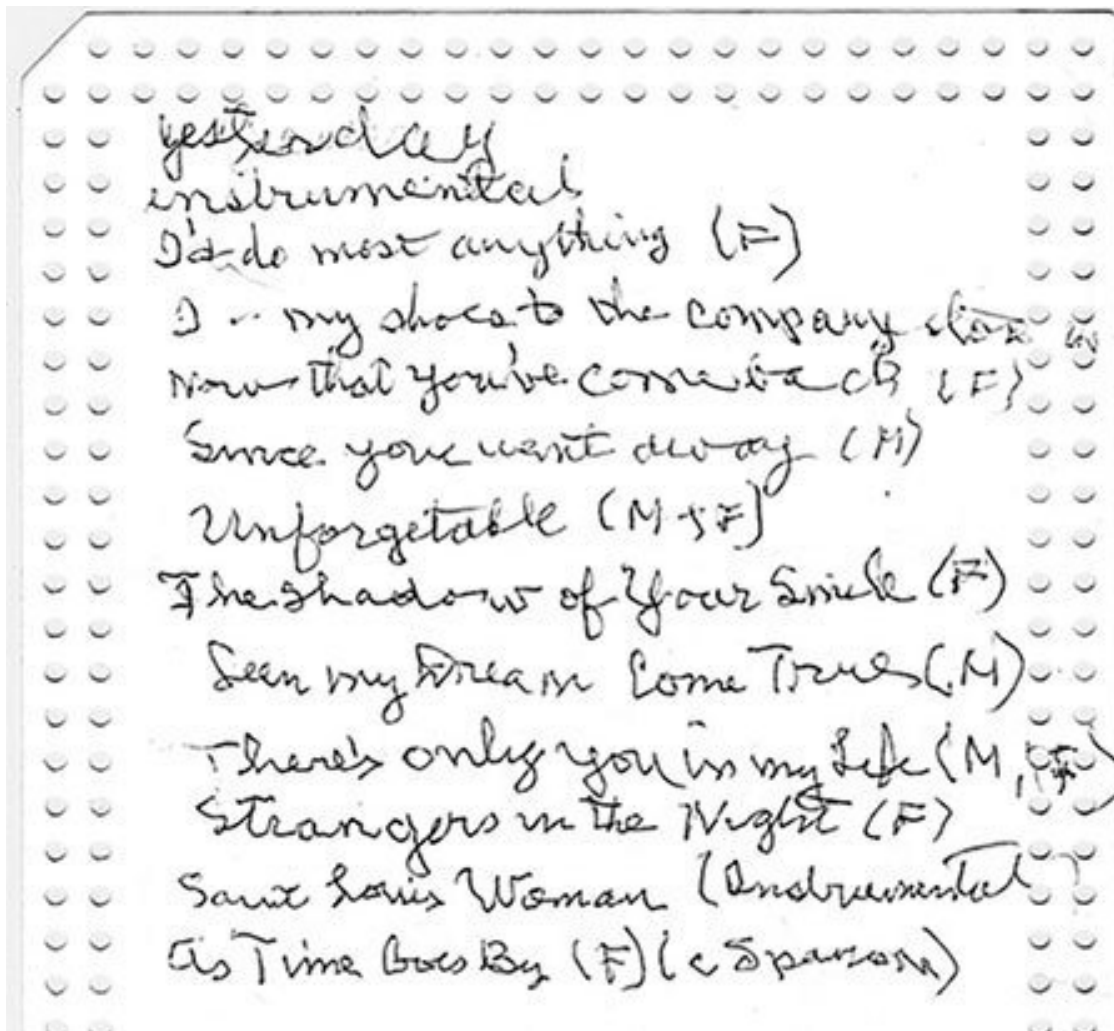 yesterday
instrumental
I'd do most anything (F)
I -- my shoes to the company store
Now that you've come back (F)
Since you went away (M)
Unforgetable (M + F)
The Shadow of Your Smile (F)
Seen my Dream Come True (M)
There's only you in my Life (M,
Strangers in the Night (F)
Saint Louis Woman (Instrumental
As Time Goes By (F) (